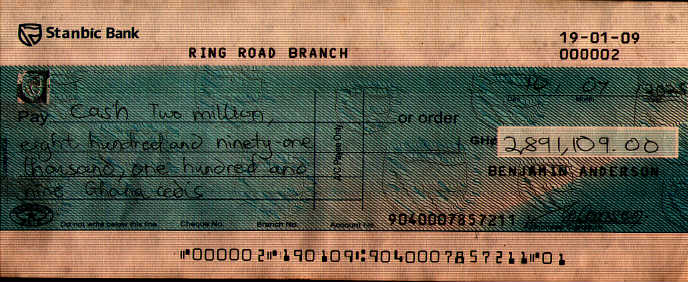 Stanbic Bank
19-01-09
RING ROAD BRANCH
000002
10 07 2025
Pay Cash Two million,
or order
eight hundred and ninety-one
GH¢ 2,891,109.00
thousand, one hundred and
BENJAMIN ANDERSON
nine Ghana cedis
A/C Payee Only
9040007857211
Do not write below this line
Cheque No.
Branch No.
Account No.
⑈000002⑈190109⑆9040007857211⑈01